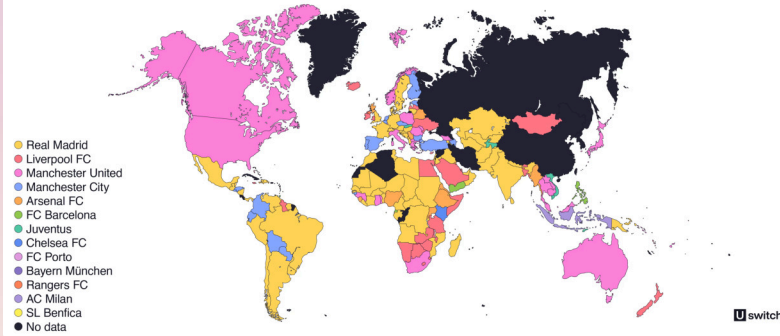 Real Madrid
Liverpool FC
Manchester United
Manchester City
Arsenal FC
FC Barcelona
Juventus
Chelsea FC
FC Porto
Bayern München
Rangers FC
AC Milan
SL Benfica
No data
Uswitch